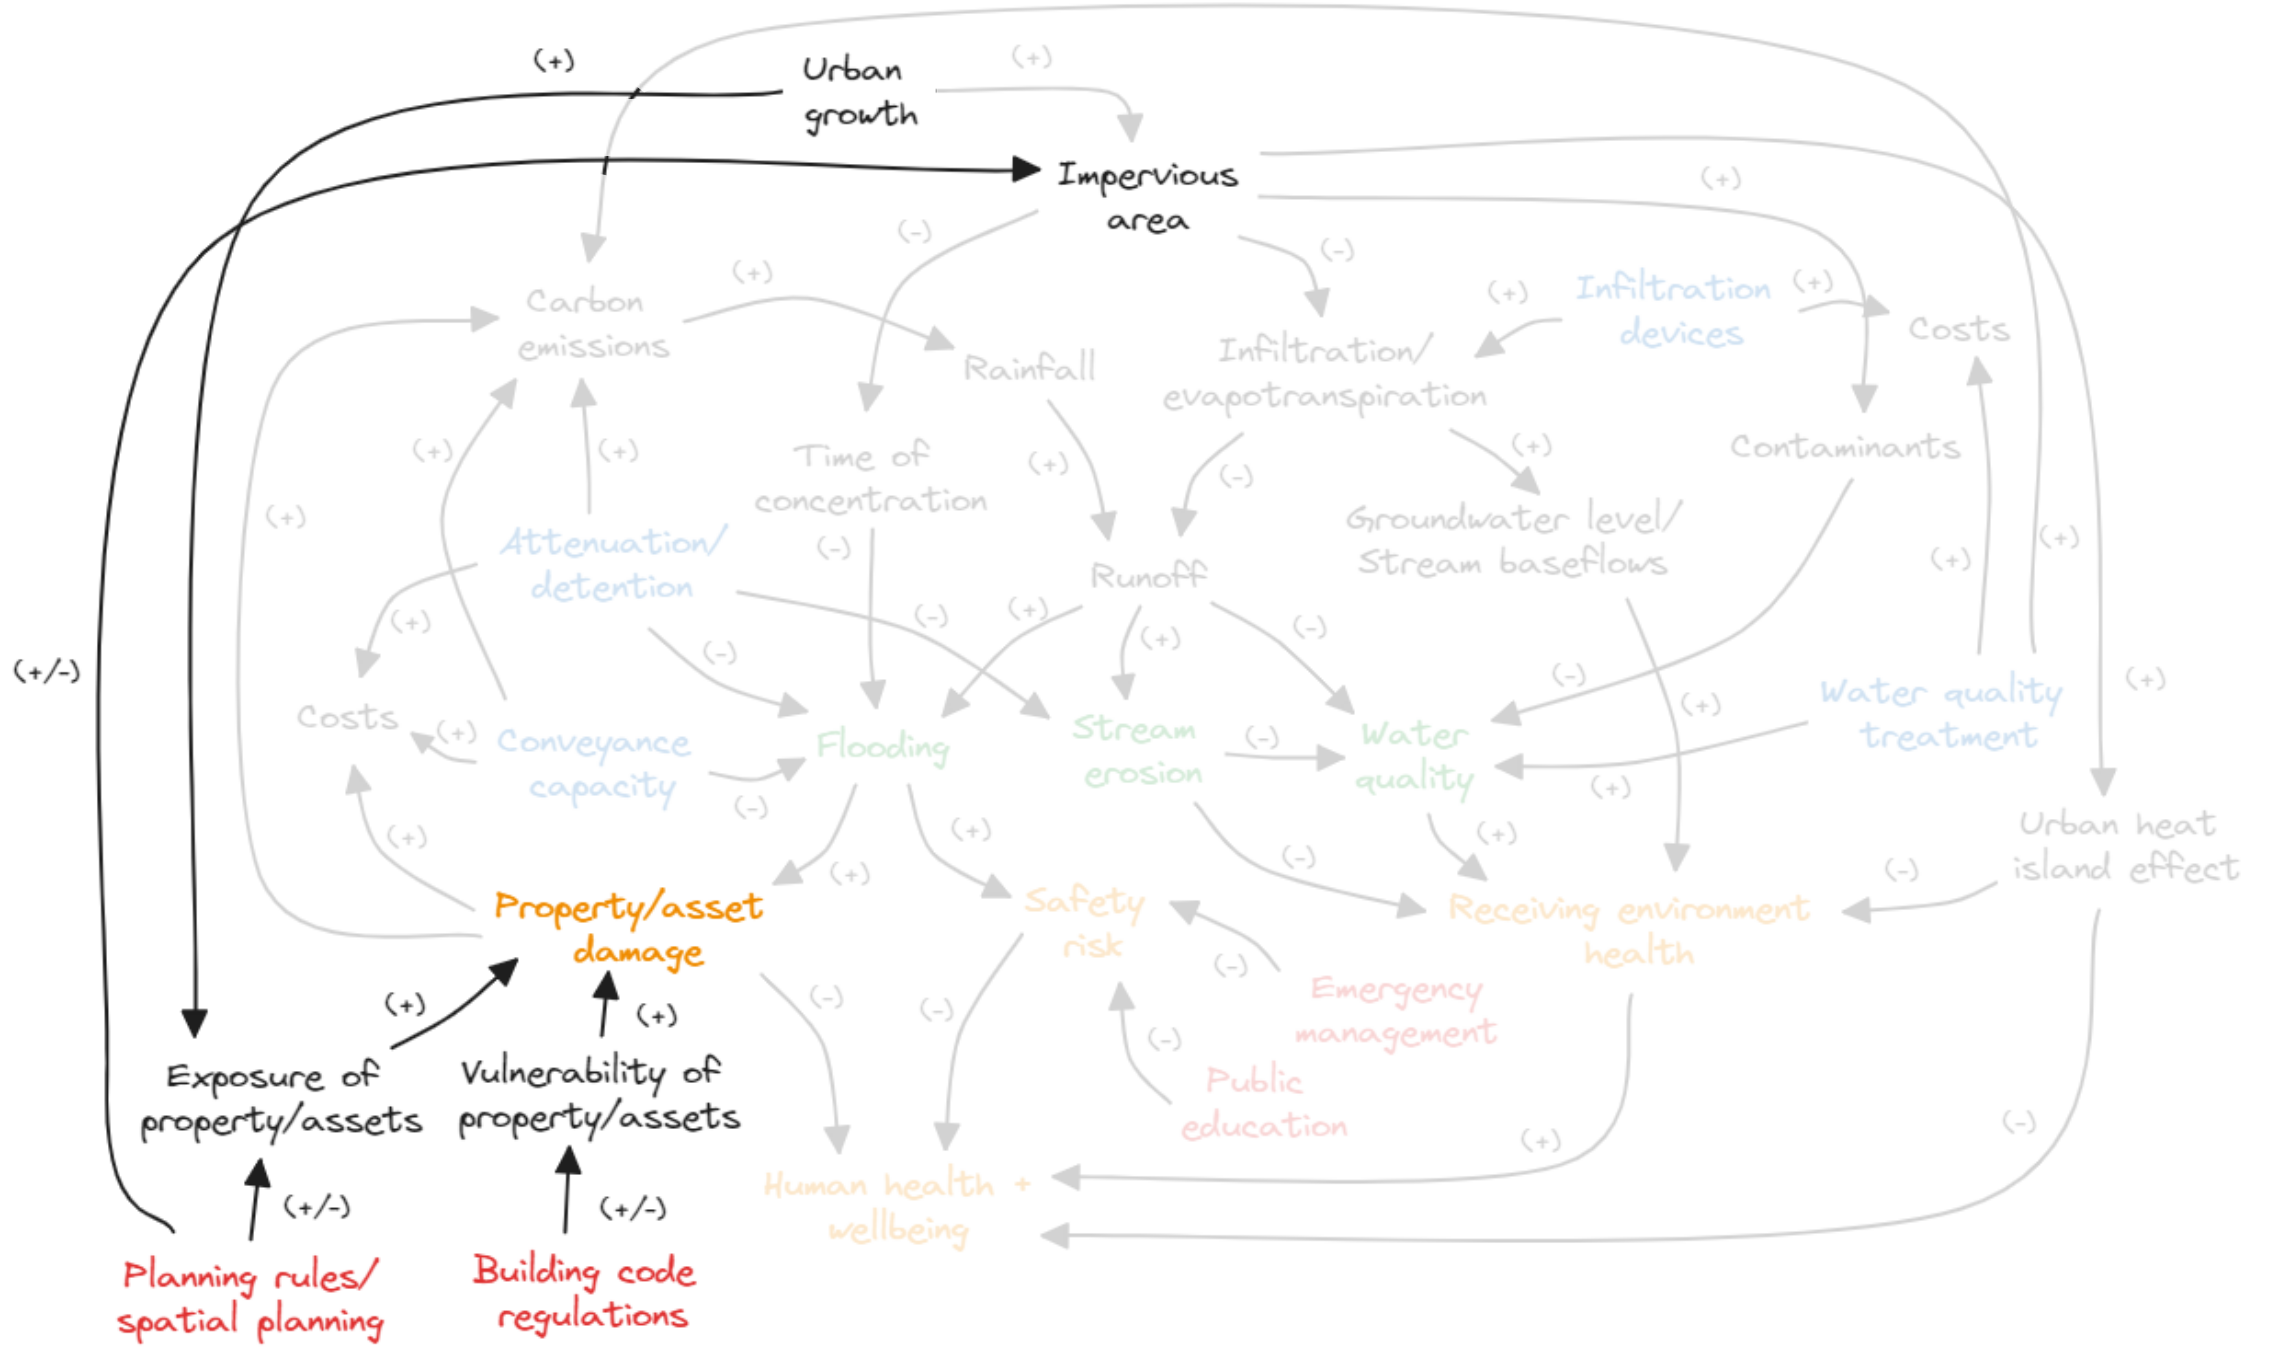 (+)
Urban
growth
(+)
Impervious
area
(+)
(-)
(-)
(+)
Carbon
emissions
(+)
Infiltration
devices
(+)
Costs
Rainfall
Infiltration/
evapotranspiration
(+)
(+)
Time of
concentration
(+)
(-)
(+)
Contaminants
(+)
Attenuation/
detention
(-)
Runoff
Groundwater level/
Stream baseflows
(+)
(+)
(+)
(-)
(-)
(+)
(+)
(-)
(+/-)
(-)
(+)
(+)
Costs
(+)
Conveyance
capacity
(-)
Flooding
Stream
erosion
(-)
Water
quality
(+)
Water quality
treatment
(+)
(+)
(+)
(-)
(+)
Urban heat
island effect
(-)
Property/asset
damage
Safety
risk
Receiving environment
health
(-)
(+)
(+)
(-)
(-)
Emergency
management
(-)
Exposure of
property/assets
Vulnerability of
property/assets
Public
education
(+)
(-)
(+/-)
(+/-)
Human health +
wellbeing
Planning rules/
spatial planning
Building code
regulations